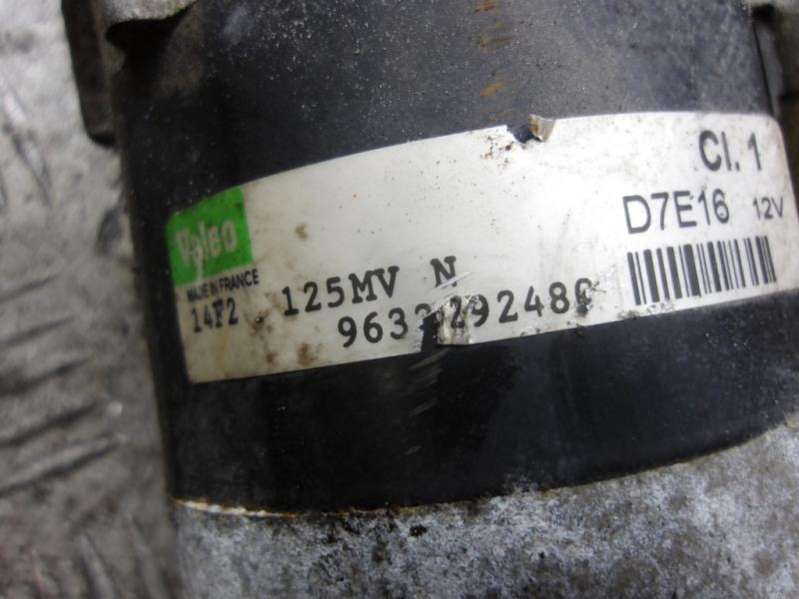 Cl. 1
Valeo
D7E16 12V
MADE IN FRANCE
14F2 125MV N